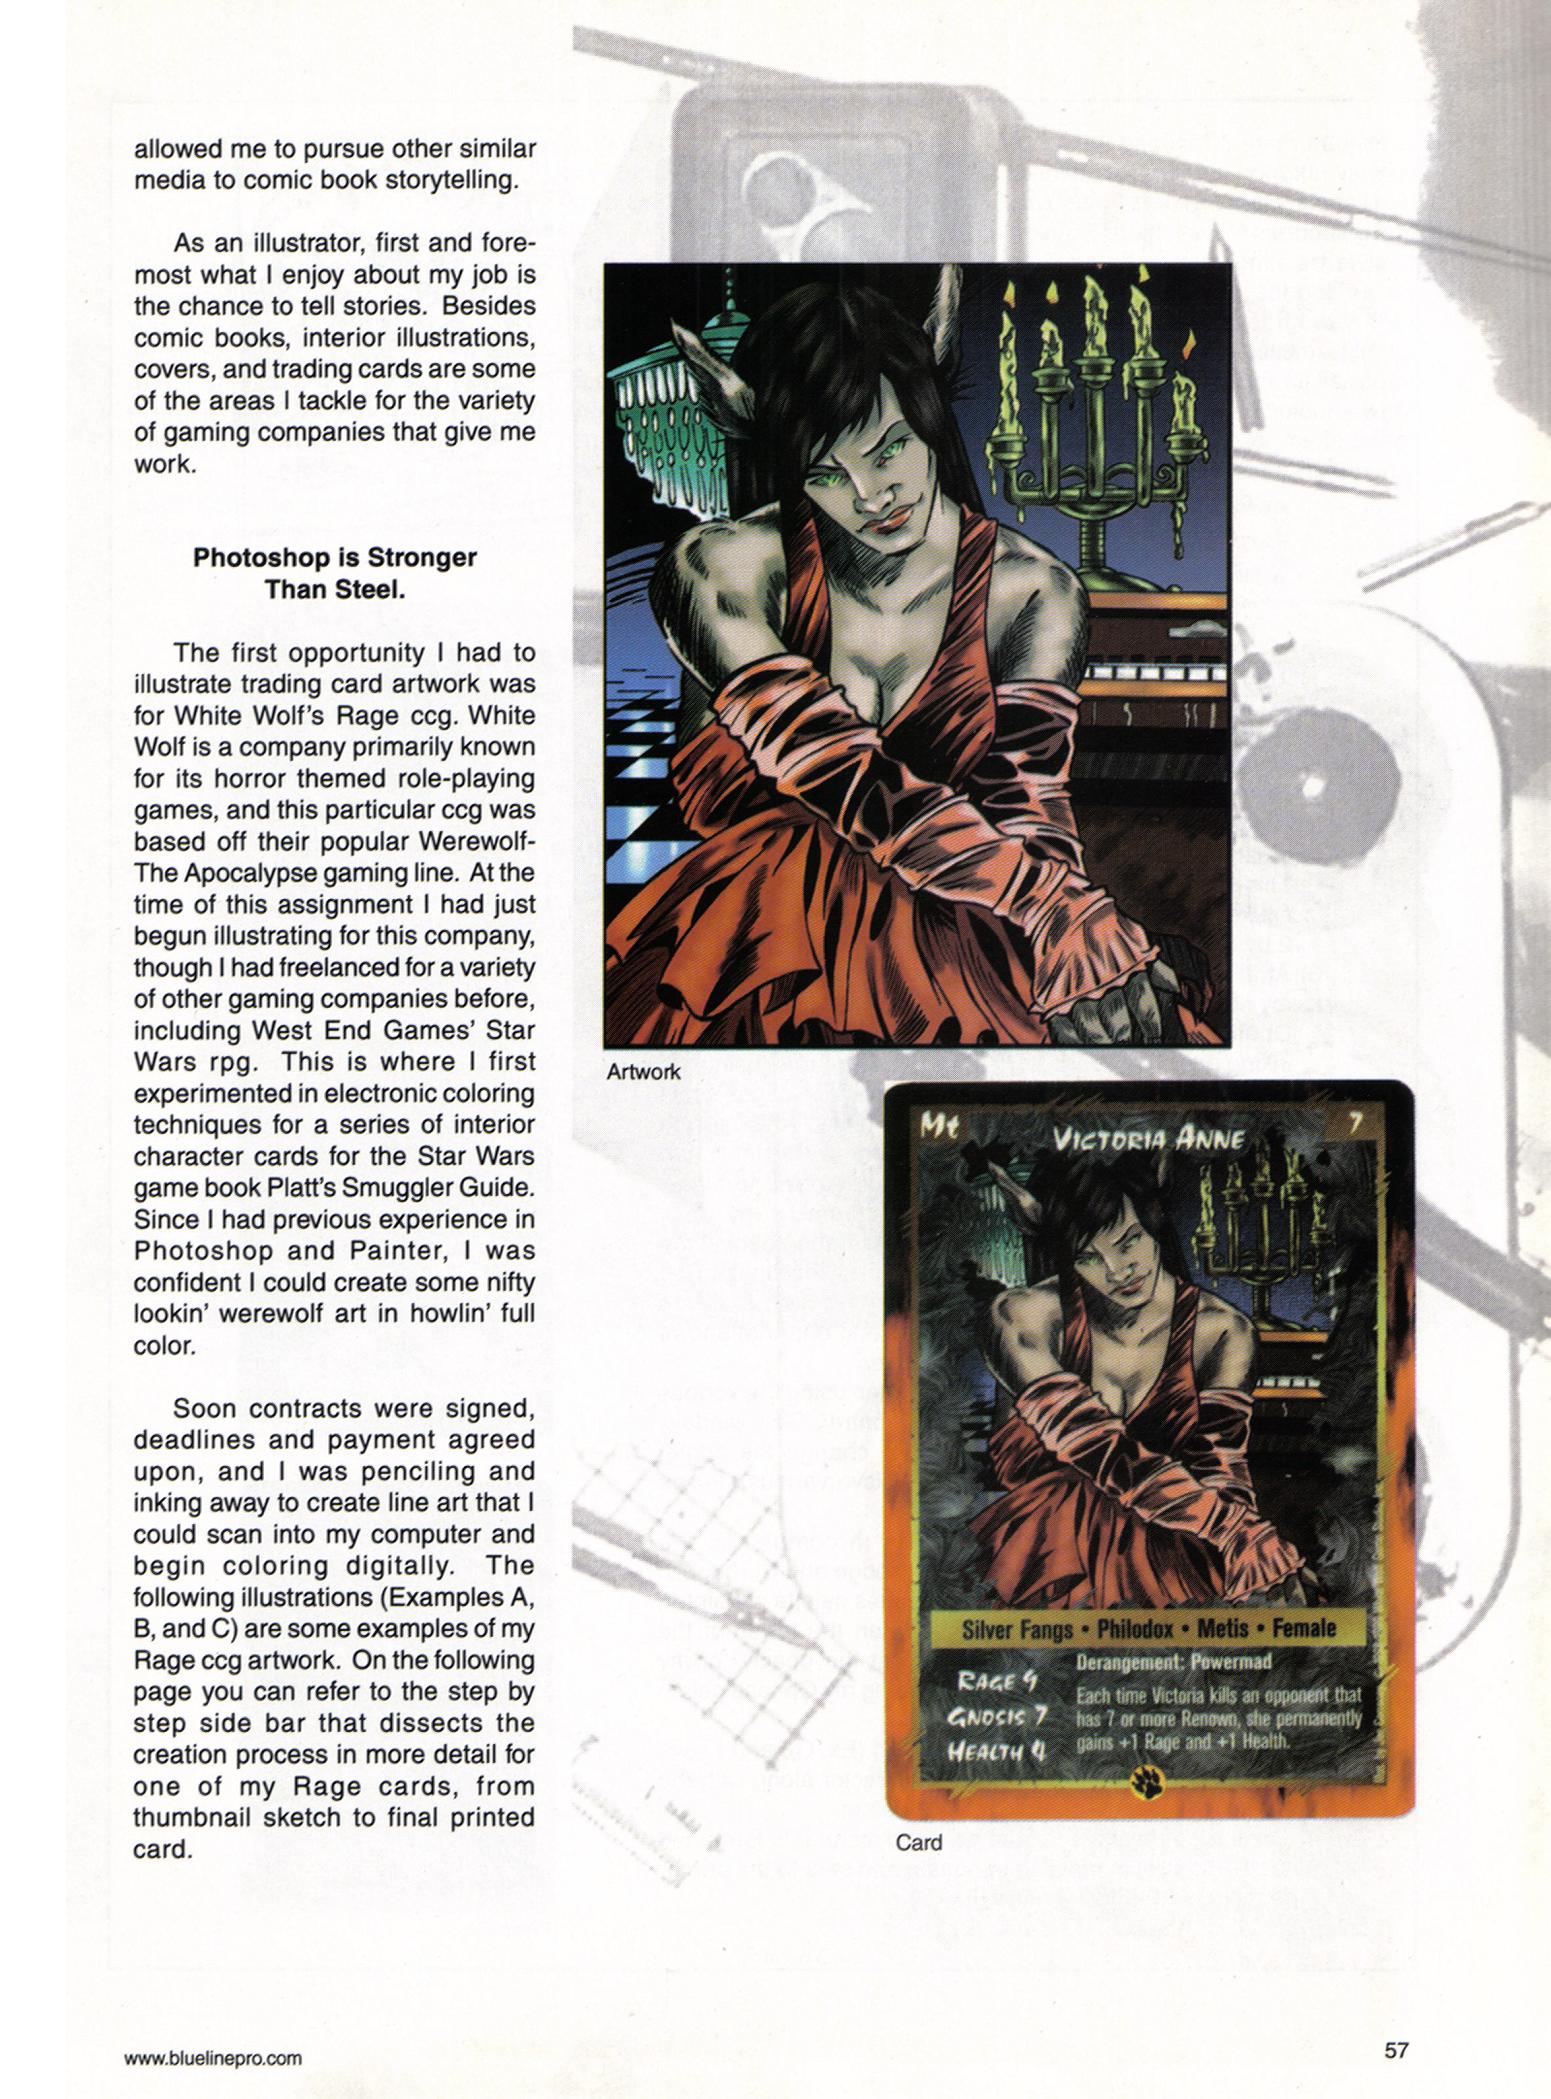 allowed me to pursue other similar
media to comic book storytelling.
As an illustrator, first and fore-
most what I enjoy about my job is
the chance to tell stories. Besides
comic books, interior illustrations,
covers, and trading cards are some
of the areas I tackle for the variety
of gaming companies that give me
work.
Photoshop is Stronger
Than Steel.
The first opportunity I had to
illustrate trading card artwork was
for White Wolf's Rage ccg. White
Wolf is a company primarily known
for its horror themed role-playing
games, and this particular ccg was
based off their popular Werewolf-
The Apocalypse gaming line. At the
time of this assignment I had just
begun illustrating for this company,
though I had freelanced for a variety
of other gaming companies before,
including West End Games' Star
Wars rpg. This is where I first
experimented in electronic coloring
techniques for a series of interior
character cards for the Star Wars
game book Platt's Smuggler Guide.
Since I had previous experience in
Photoshop and Painter, I was
confident I could create some nifty
lookin' werewolf art in howlin' full
color.
Soon contracts were signed,
deadlines and payment agreed
upon, and I was penciling and
inking away to create line art that I
could scan into my computer and
begin coloring digitally. The
following illustrations (Examples A,
B, and C) are some examples of my
Rage ccg artwork. On the following
page you can refer to the step by
step side bar that dissects the
creation process in more detail for
one of my Rage cards, from
thumbnail sketch to final printed
card.
Artwork
Mt
Victoria Anne
7
Silver Fangs • Philodox • Metis • Female
Rage 9
Gnosis 7
Health 4
Derangement: Powermad
Each time Victoria kills an opponent that
has 7 or more Renown, she permanently
gains +1 Rage and +1 Health.
Card
www.bluelinepro.com
57